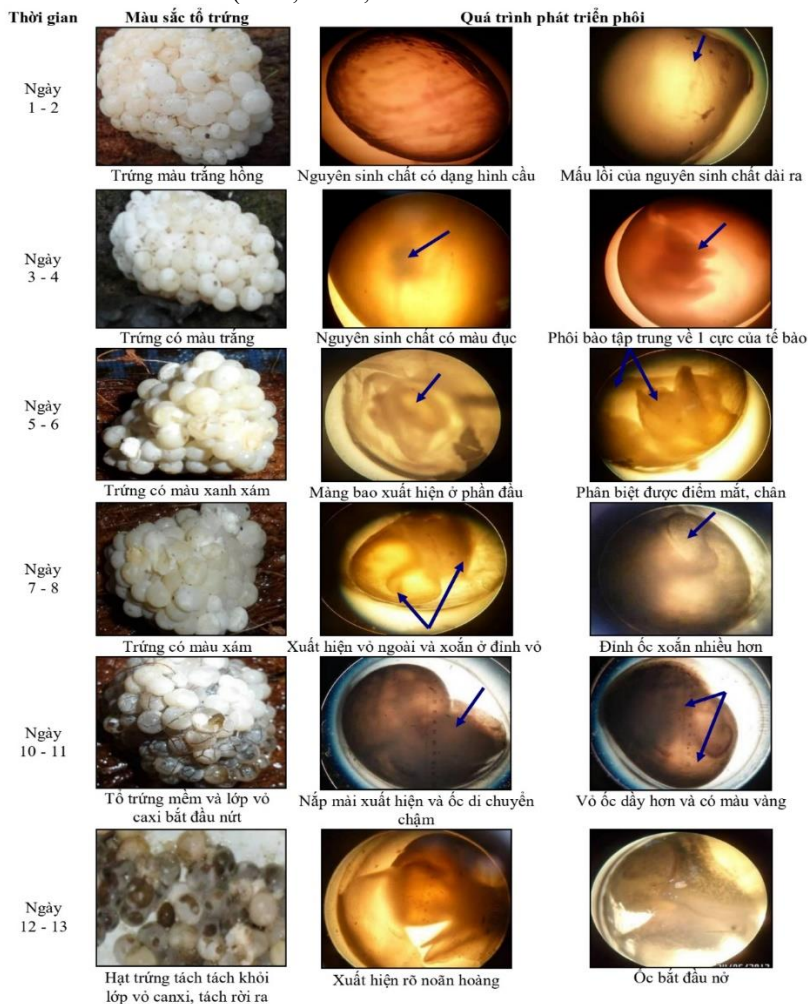 Thời gian Màu sắc tổ trứng Quá trình phát triển phôi
Ngày
1 - 2
Trứng màu trắng hồng Nguyên sinh chất có dạng hình cầu Mấu lồi của nguyên sinh chất dài ra
Ngày
3 - 4
Trứng có màu trắng Nguyên sinh chất có màu đục Phôi bào tập trung về 1 cực của tế bào
Ngày
5 - 6
Trứng có màu xanh xám Màng bao xuất hiện ở phần đầu Phân biệt được điểm mắt, chân
Ngày
7 - 8
Trứng có màu xám Xuất hiện vỏ ngoài và xoắn ở đỉnh vỏ Đỉnh ốc xoắn nhiều hơn
Ngày
10 - 11
Tổ trứng mềm và lớp vỏ
caxi bắt đầu nứt
Nắp mài xuất hiện và ốc di chuyển
chậm
Vỏ ốc dầy hơn và có màu vàng
Ngày
12 - 13
Hạt trứng tách tách khỏi
lớp vỏ canxi, tách rời ra
Xuất hiện rõ noãn hoàng
Ốc bắt đầu nở